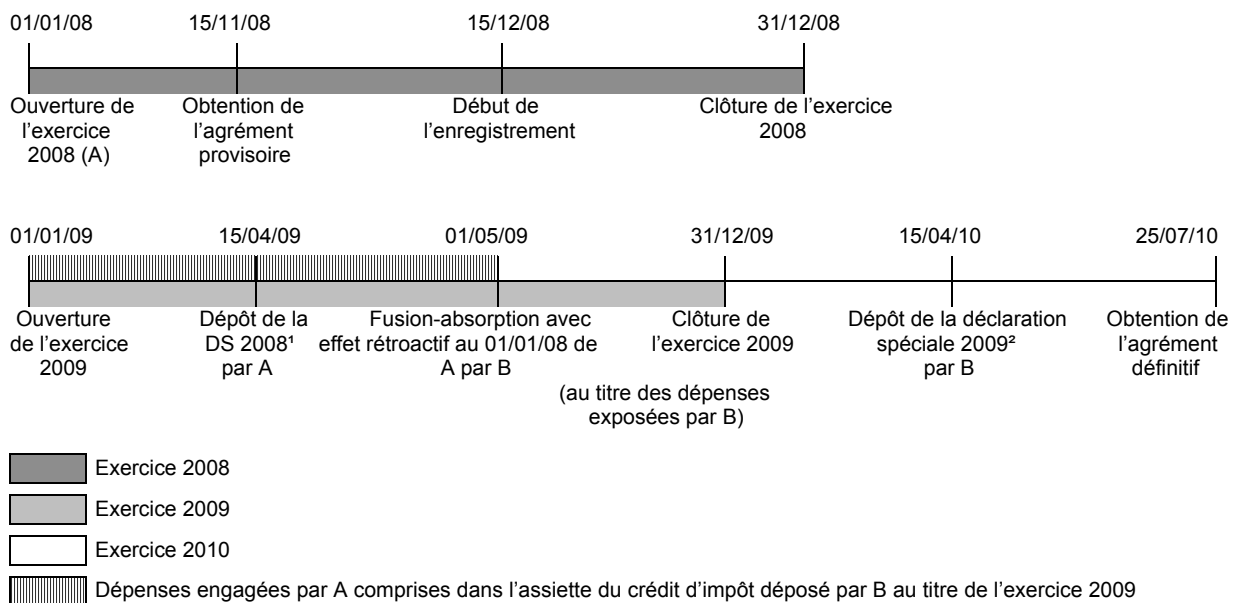 01/01/08 15/11/08 15/12/08 31/12/08
Ouverture de Obtention de Début de Clôture de l'exercice
l'exercice l'agrément l'enregistrement 2008
2008 (A) provisoire
01/01/09 15/04/09 01/05/09 31/12/09 15/04/10 25/07/10
Ouverture Dépôt de la Fusion-absorption avec Clôture de Dépôt de la déclaration Obtention de
de l'exercice DS 2008¹ effet rétroactif au 01/01/08 de l'exercice 2009 spéciale 2009² l'agrément
2009 par A A par B par B définitif
(au titre des dépenses
exposées par B)
Exercice 2008
Exercice 2009
Exercice 2010
Dépenses engagées par A comprises dans l'assiette du crédit d'impôt déposé par B au titre de l'exercice 2009